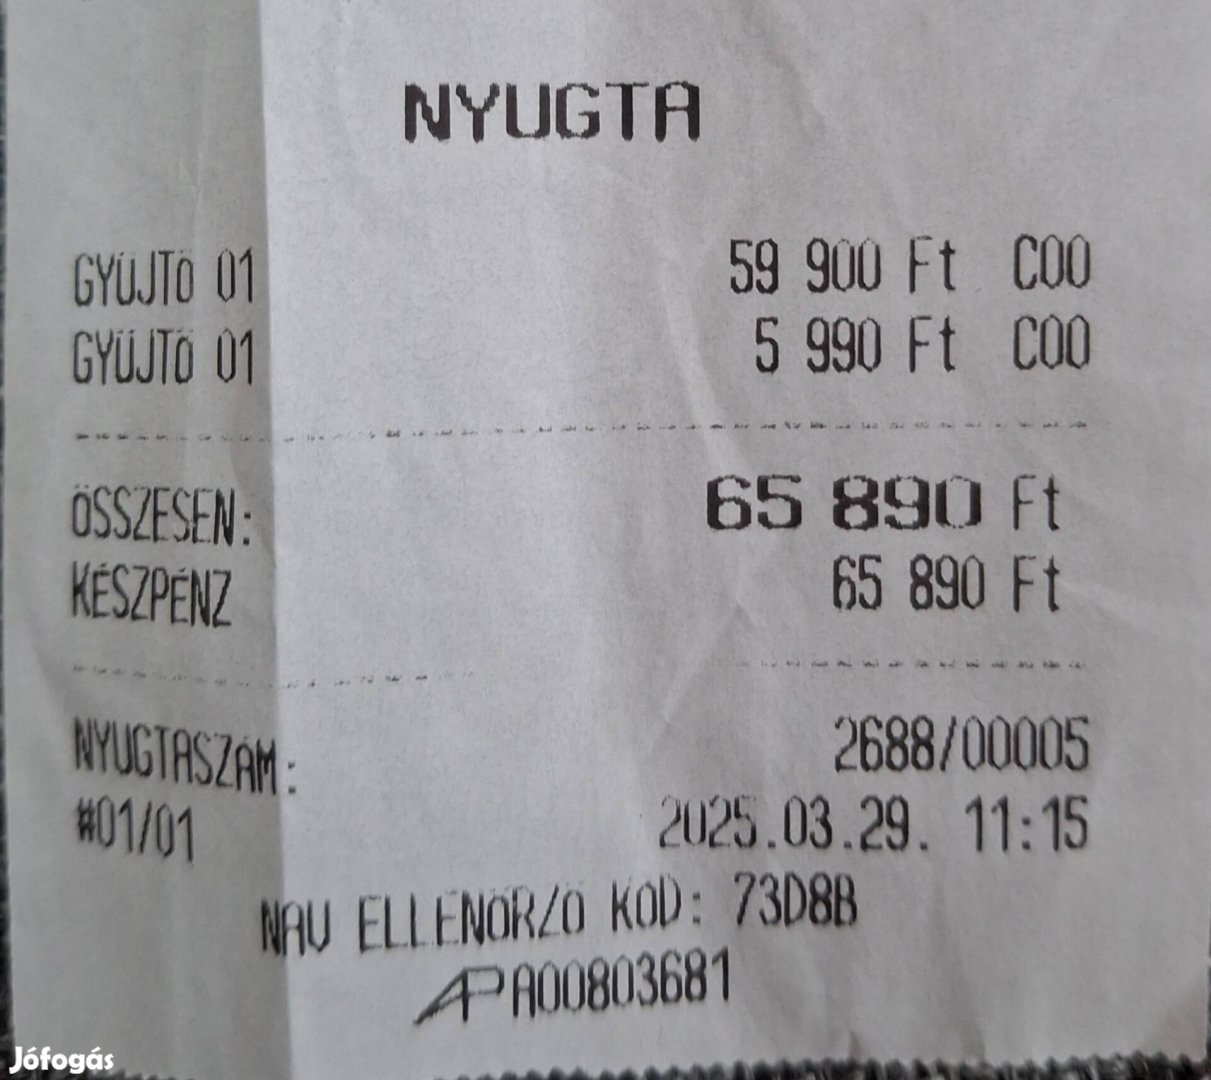 NYUGTA
GYŰJTŐ 01 59 900 Ft C00
GYŰJTŐ 01 5 990 Ft C00
ÖSSZESEN: 65 890 Ft
KÉSZPÉNZ 65 890 Ft
NYUGTASZÁM: 2688/00005
#01/01 2025.03.29. 11:15
NAV ELLENŐRZŐ KÓD: 73D8B
AP A00803681
Jófogás